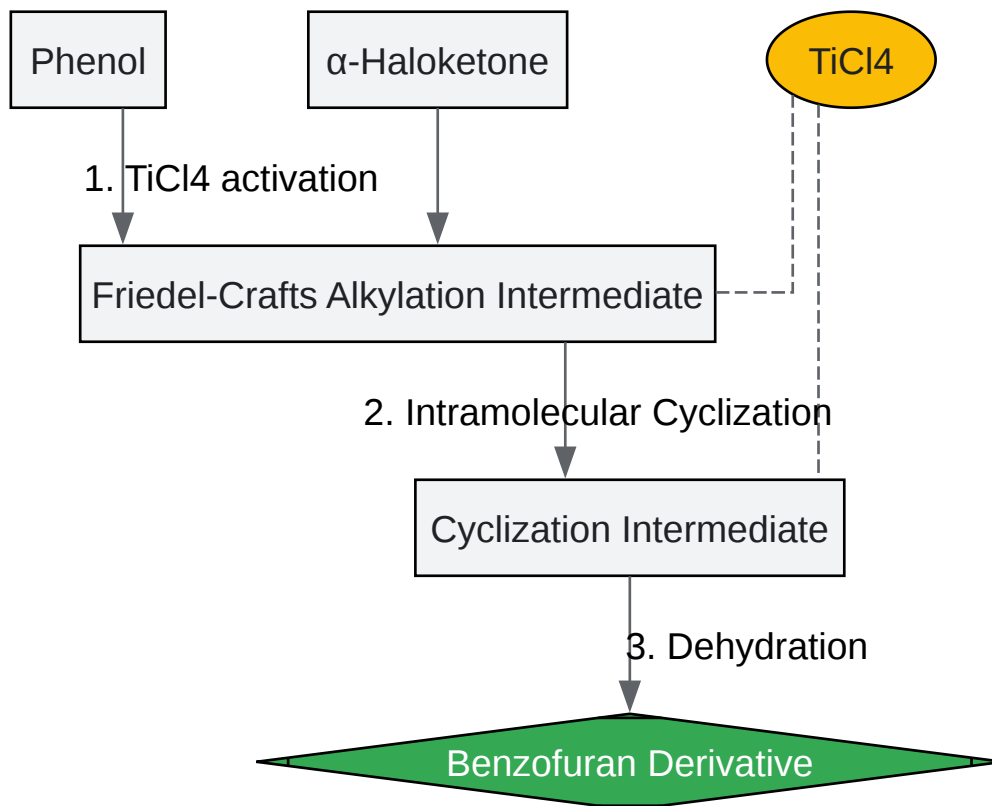 Phenol
α-Haloketone
TiCl4
1. TiCl4 activation
Friedel-Crafts Alkylation Intermediate
2. Intramolecular Cyclization
Cyclization Intermediate
3. Dehydration
Benzofuran Derivative